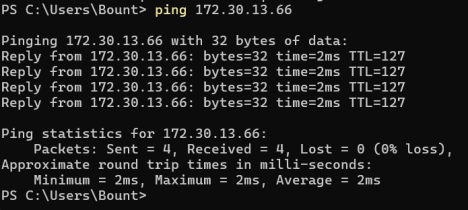 PS C:\Users\Bount> ping 172.30.13.66
Pinging 172.30.13.66 with 32 bytes of data:
Reply from 172.30.13.66: bytes=32 time=2ms TTL=127
Reply from 172.30.13.66: bytes=32 time=2ms TTL=127
Reply from 172.30.13.66: bytes=32 time=2ms TTL=127
Reply from 172.30.13.66: bytes=32 time=2ms TTL=127
Ping statistics for 172.30.13.66:
    Packets: Sent = 4, Received = 4, Lost = 0 (0% loss),
Approximate round trip times in milli-seconds:
    Minimum = 2ms, Maximum = 2ms, Average = 2ms
PS C:\Users\Bount>